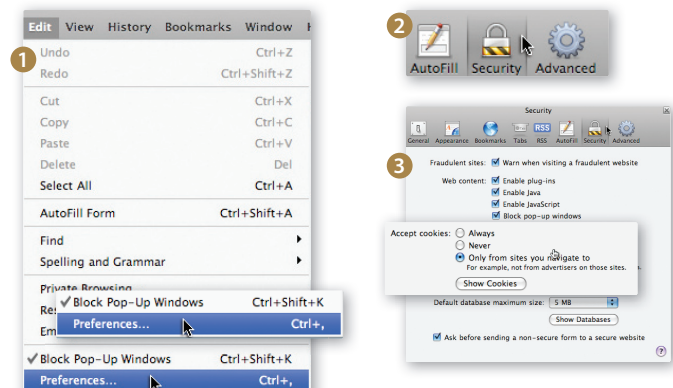 Edit View History Bookmarks Window
1
Undo Ctrl+Z
Redo Ctrl+Shift+Z
Cut Ctrl+X
Copy Ctrl+C
Paste Ctrl+V
Delete Del
Select All Ctrl+A
AutoFill Form Ctrl+Shift+A
Find
Spelling and Grammar
Private Browsing
✓Block Pop-Up Windows Ctrl+Shift+K
Preferences... Ctrl+,
✓Block Pop-Up Windows Ctrl+Shift+K
Preferences... Ctrl+,
2
AutoFill Security Advanced
3
Security
General Appearance Bookmarks Tabs RSS AutoFill Security Advanced
Fraudulent sites: Warn when visiting a fraudulent website
Web content: Enable plug-ins
Enable Java
Enable JavaScript
Block pop-up windows
Accept cookies: Always
Never
Only from sites you navigate to
For example, not from advertisers on those sites.
Show Cookies
Default database maximum size: 5 MB
Show Databases
Ask before sending a non-secure form to a secure website
?